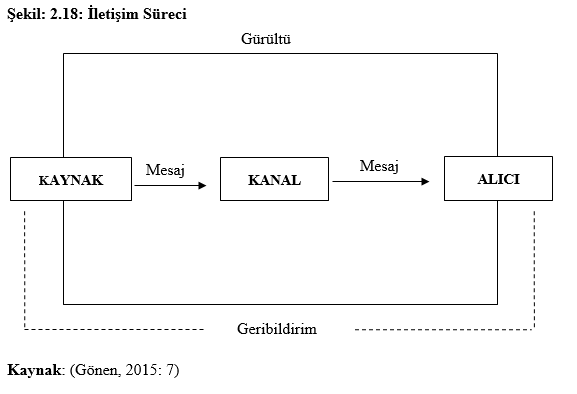 Şekil: 2.18: İletişim Süreci
Gürültü
KAYNAK
Mesaj
KANAL
Mesaj
ALICI
Geribildirim
Kaynak: (Gönen, 2015: 7)